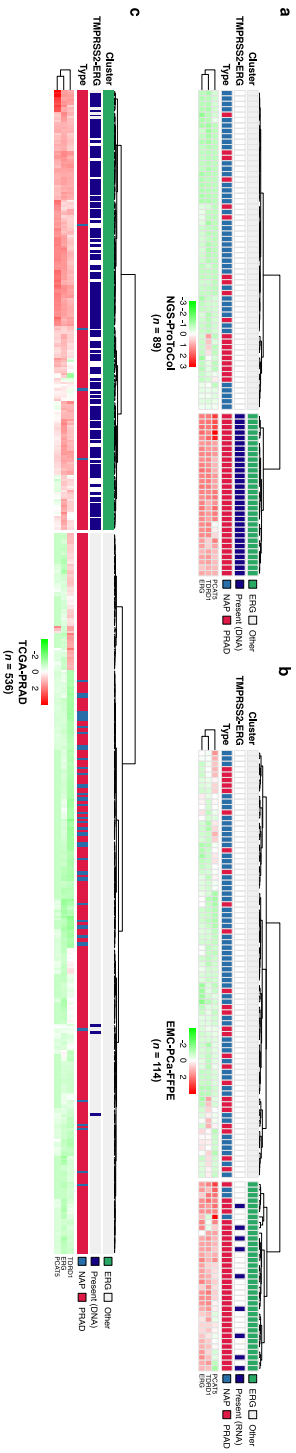 a
Cluster
TMPRSS2-ERG
Type
ERG Other
Present (DNA)
NAP PRAD
PCAT5
TDRD1
ERG
-3 -2 -1 0 1 2 3
NGS-ProToCol
(n = 89)
b
Cluster
TMPRSS2-ERG
Type
ERG Other
Present (RNA)
NAP PRAD
PCAT5
TDRD1
ERG
-2 0 2
EMC-PCa-FFPE
(n = 114)
c
Cluster
TMPRSS2-ERG
Type
ERG Other
Present (DNA)
NAP PRAD
TDRD1
ERG
PCAT5
-2 0 2
TCGA-PRAD
(n = 536)